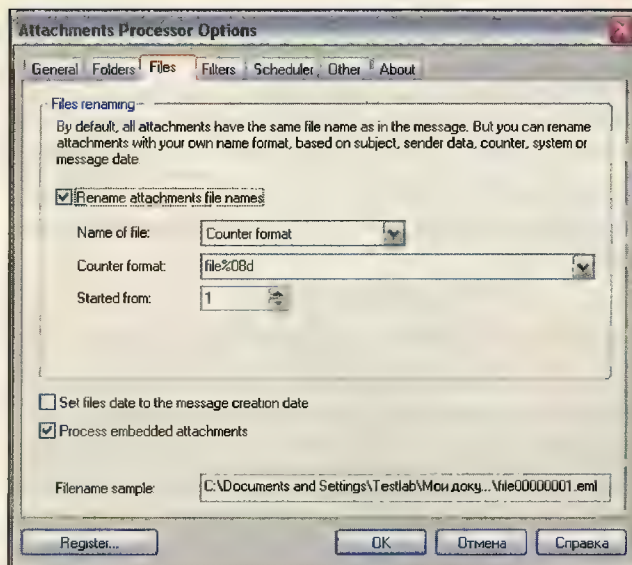 Attachments Processor Options
General Folders Files Filters Scheduler Other About
Files renaming
By default, all attachments have the same file name as in the message. But you can rename
attachments with your own name format, based on subject, sender data, counter, system or
message date
Rename attachments file names
Name of file: Counter format
Counter format: file%08d
Started from: 1
Set files date to the message creation date
Process embedded attachments
Filename sample: C:\Documents and Settings\Testlab\Мои доку...\file00000001.eml
Register... OK Отмена Справка